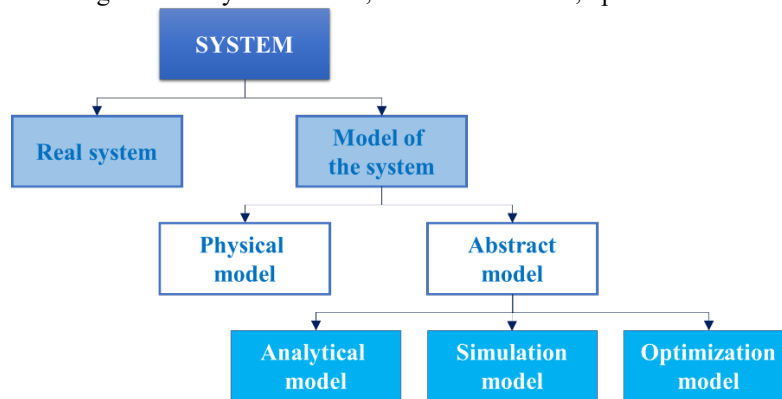 SYSTEM
Real system
Model of
the system
Physical
model
Abstract
model
Analytical
model
Simulation
model
Optimization
model